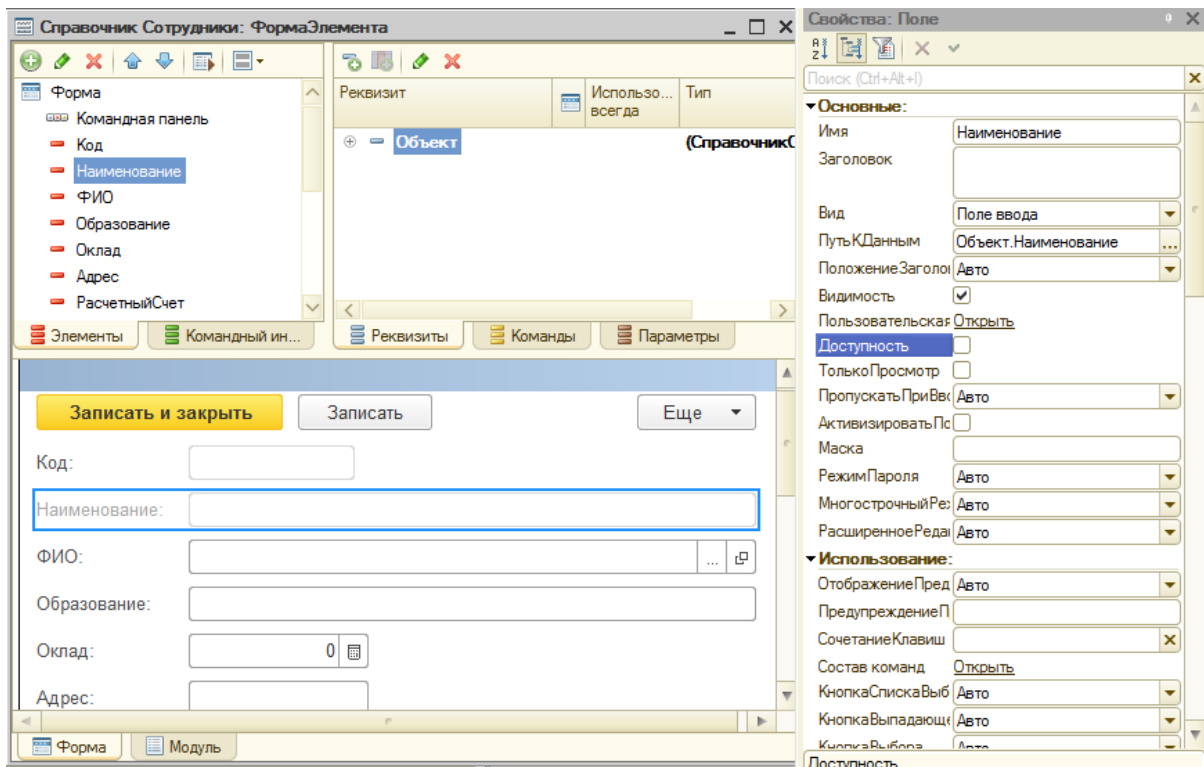 Справочник Сотрудники: ФормаЭлемента
Форма
Командная панель
Код
Наименование
ФИО
Образование
Оклад
Адрес
РасчетныйСчет
Элементы
Командный ин...
Реквизит
Использо...
всегда
Тип
Объект
(СправочникО
Реквизиты
Команды
Параметры
Записать и закрыть
Записать
Еще
Код:
Наименование:
ФИО:
...
Образование:
Оклад:
0
Адрес:
Форма
Модуль
Свойства: Поле
Поиск (Ctrl+Alt+I)
Основные:
Имя
Наименование
Заголовок
Вид
Поле ввода
ПутьКДанным
Объект.Наименование
...
ПоложениеЗаголо
Авто
Видимость
Пользовательская
Открыть
Доступность
ТолькоПросмотр
ПропускатьПриВво
Авто
АктивизироватьПо
Маска
РежимПароля
Авто
МногострочныйРе
Авто
РасширенноеРеда
Авто
Использование:
ОтображениеПред
Авто
ПредупреждениеП
СочетаниеКлавиш
Состав команд
Открыть
КнопкаСпискаВыб
Авто
КнопкаВыпадающе
Авто
КнопкаВыбора
Авто
Доступность